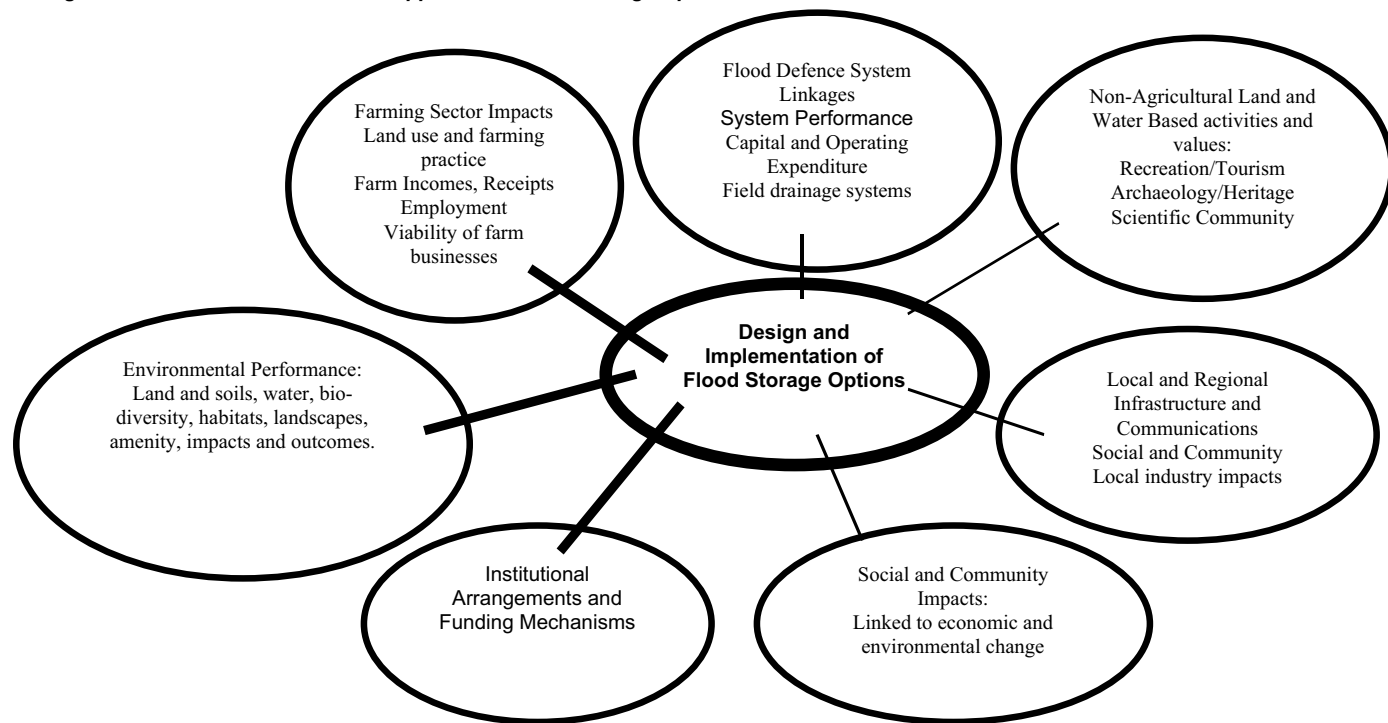 Farming Sector Impacts
Land use and farming
practice
Farm Incomes, Receipts
Employment
Viability of farm
businesses
Flood Defence System
Linkages
System Performance
Capital and Operating
Expenditure
Field drainage systems
Non-Agricultural Land and
Water Based activities and
values:
Recreation/Tourism
Archaeology/Heritage
Scientific Community
Design and
Implementation of
Flood Storage Options
Environmental Performance:
Land and soils, water, bio-
diversity, habitats, landscapes,
amenity, impacts and outcomes.
Local and Regional
Infrastructure and
Communications
Social and Community
Local industry impacts
Institutional
Arrangements and
Funding Mechanisms
Social and Community
Impacts:
Linked to economic and
environmental change